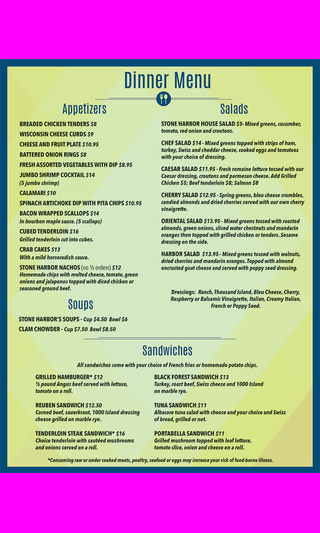 Dinner Menu
Appetizers
BREADED CHICKEN TENDERS $8
WISCONSIN CHEESE CURDS $9
CHEESE AND FRUIT PLATE $10.95
BATTERED ONION RINGS $8
FRESH ASSORTED VEGETABLES WITH DIP $8.95
JUMBO SHRIMP COCKTAIL $14
(5 jumbo shrimp)
CALAMARI $10
SPINACH ARTICHOKE DIP WITH PITA CHIPS $10.95
BACON WRAPPED SCALLOPS $14
In bourbon maple sauce. (5 scallops)
CUBED TENDERLOIN $16
Grilled tenderloin cut into cubes.
CRAB CAKES $13
With a mild horseradish sauce.
STONE HARBOR NACHOS (no ½ orders) $12
Homemade chips with melted cheese, tomato, green
onions and jalapenos topped with diced chicken or
seasoned ground beef.
Soups
STONE HARBOR'S SOUPS - Cup $4.50 Bowl $6
CLAM CHOWDER - Cup $7.50 Bowl $8.50
Salads
STONE HARBOR HOUSE SALAD $5- Mixed greens, cucumber,
tomato, red onion and croutons.
CHEF SALAD $14 - Mixed greens topped with strips of ham,
turkey, Swiss and cheddar cheese, cooked eggs and tomatoes
with your choice of dressing.
CAESAR SALAD $11.95 - Fresh romaine lettuce tossed with our
Caesar dressing, croutons and parmesan cheese. Add Grilled
Chicken $5; Beef tenderloin $8; Salmon $8
CHERRY SALAD $12.95 - Spring greens, bleu cheese crumbles,
candied almonds and dried cherries served with our own cherry
vinaigrette.
ORIENTAL SALAD $13.95 - Mixed greens tossed with roasted
almonds, green onions, sliced water chestnuts and mandarin
oranges then topped with grilled chicken or tenders. Sesame
dressing on the side.
HARBOR SALAD $13.95 - Mixed greens tossed with walnuts,
dried cherries and mandarin oranges. Topped with almond
encrusted goat cheese and served with poppy seed dressing.
Dressings: Ranch, Thousand Island, Bleu Cheese, Cherry,
Raspberry or Balsamic Vinaigrette, Italian, Creamy Italian,
French or Poppy Seed.
Sandwiches
All sandwiches come with your choice of French fries or homemade potato chips.
GRILLED HAMBURGER* $12
½ pound Angus beef served with lettuce,
tomato on a roll.
REUBEN SANDWICH $12.50
Corned beef, sauerkraut, 1000 Island dressing
cheese grilled on marble rye.
TENDERLOIN STEAK SANDWICH* $16
Choice tenderloin with sautéed mushrooms
and onions served on a roll.
BLACK FOREST SANDWICH $13
Turkey, roast beef, Swiss cheese and 1000 Island
on marble rye.
TUNA SANDWICH $11
Albacore tuna salad with cheese and your choice and Swiss
of bread, grilled or not.
PORTABELLA SANDWICH $11
Grilled mushroom topped with leaf lettuce,
tomato slice, onion and cheese on a roll.
*Consuming raw or under cooked meats, poultry, seafood or eggs may increase your risk of food-borne illness.